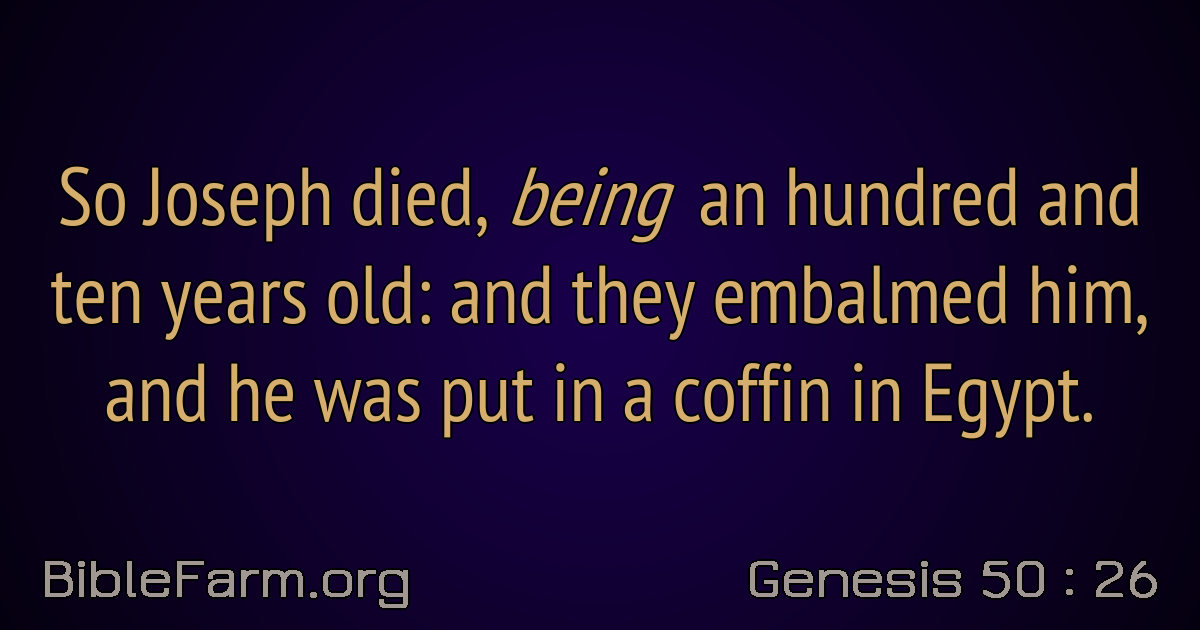 So Joseph died, being an hundred and
ten years old: and they embalmed him,
and he was put in a coffin in Egypt.
BibleFarm.org
Genesis 50 : 26